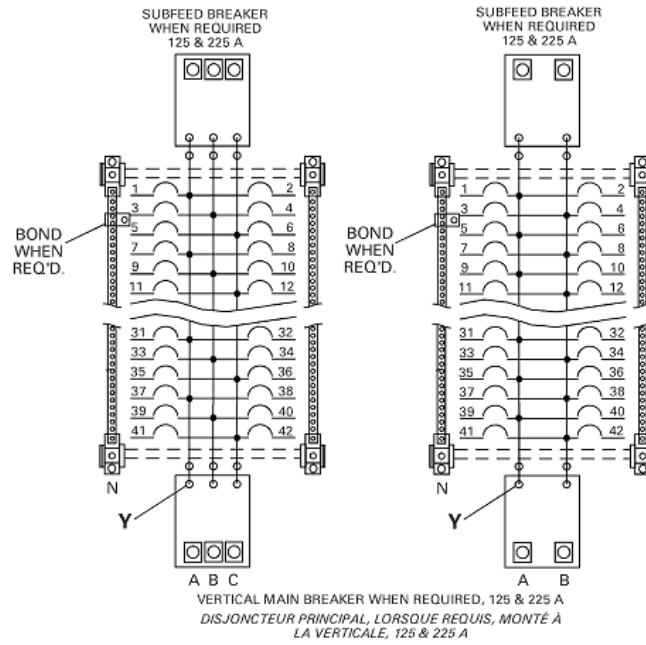 SUBFEED BREAKER
WHEN REQUIRED
125 & 225 A
1 2
3 4
5 6
7 8
9 10
11 12
BOND
WHEN
REQ'D.
31 32
33 34
35 36
37 38
39 40
41 42
N
Y
A B C
SUBFEED BREAKER
WHEN REQUIRED
125 & 225 A
1 2
3 4
5 6
7 8
9 10
11 12
BOND
WHEN
REQ'D.
31 32
33 34
35 36
37 38
39 40
41 42
N
Y
A B
VERTICAL MAIN BREAKER WHEN REQUIRED, 125 & 225 A
DISJONCTEUR PRINCIPAL, LORSQUE REQUIS, MONTÉ À
LA VERTICALE, 125 & 225 A